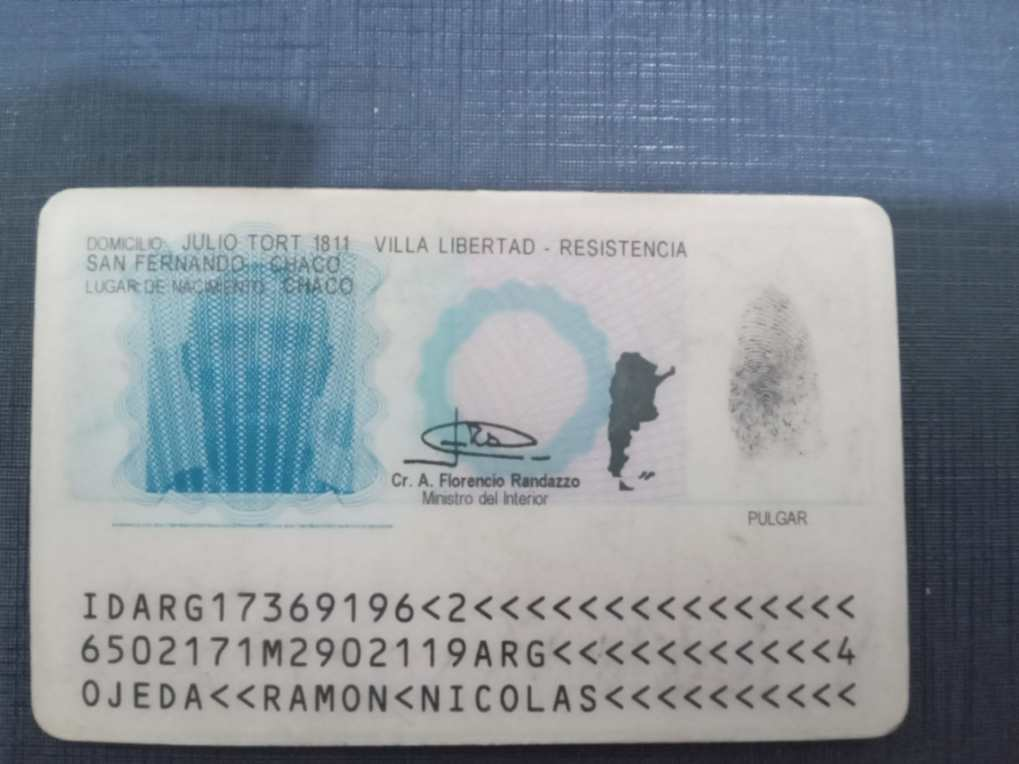 DOMICILIO: JULIO TORT 1811 VILLA LIBERTAD - RESISTENCIA
SAN FERNANDO - CHACO
LUGAR DE NACIMIENTO: CHACO
Cr. A. Florencio Randazzo
Ministro del Interior
PULGAR
IDARG17369196<2<<<<<<<<<<<<<<<
6502171M2902119ARG<<<<<<<<<<<4
OJEDA<<RAMON<NICOLAS<<<<<<<<<<